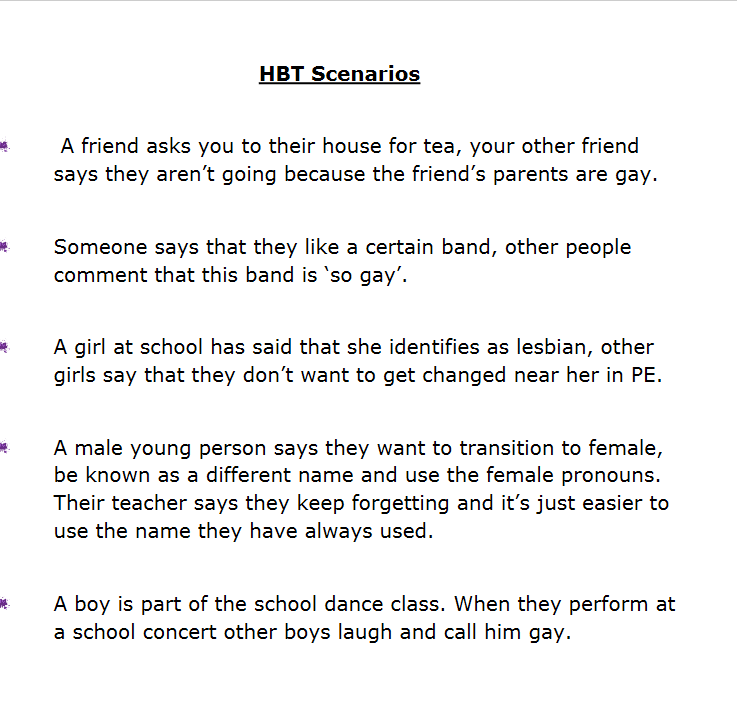 HBT Scenarios
A friend asks you to their house for tea, your other friend
says they aren’t going because the friend’s parents are gay.
Someone says that they like a certain band, other people
comment that this band is ‘so gay’.
A girl at school has said that she identifies as lesbian, other
girls say that they don’t want to get changed near her in PE.
A male young person says they want to transition to female,
be known as a different name and use the female pronouns.
Their teacher says they keep forgetting and it’s just easier to
use the name they have always used.
A boy is part of the school dance class. When they perform at
a school concert other boys laugh and call him gay.